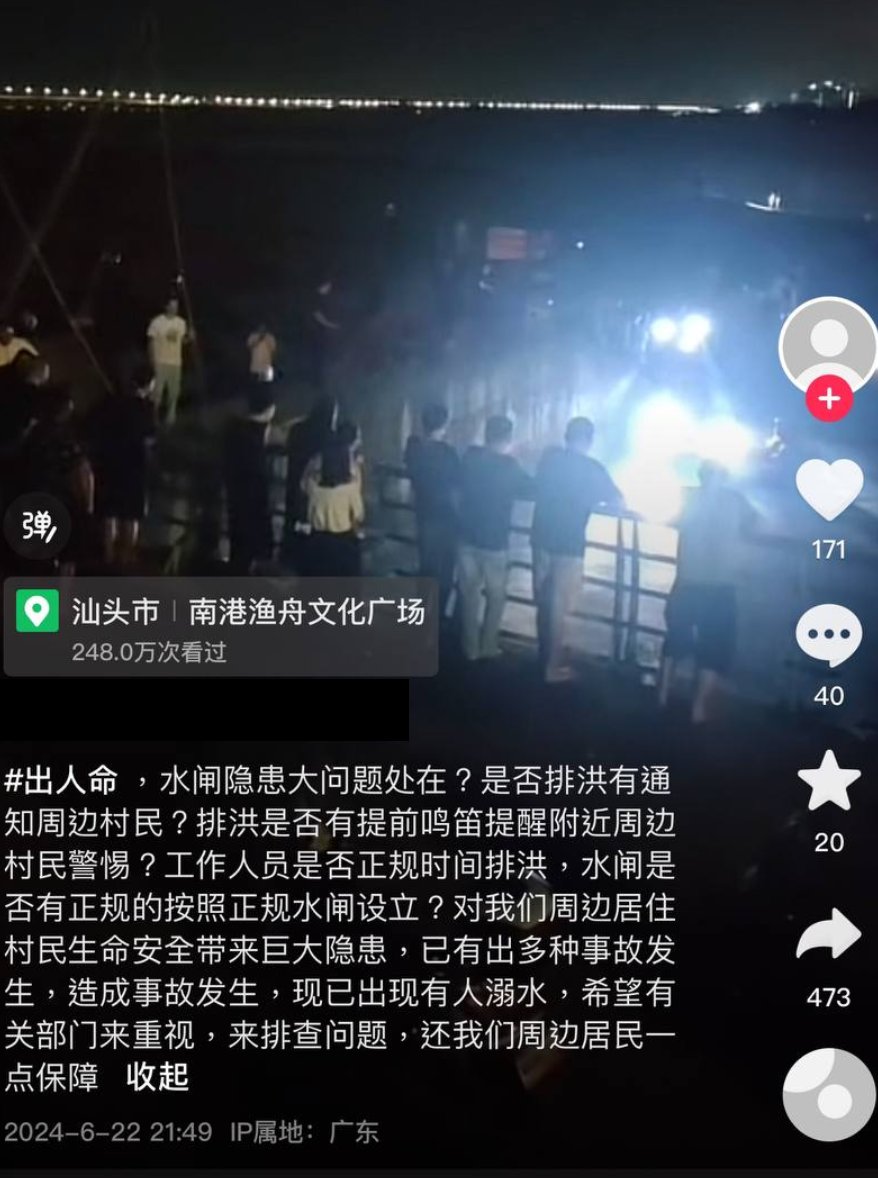 弹
171
汕头市 | 南港渔舟文化广场
248.0万次看过
40
#出人命 ，水闸隐患大问题处在？是否排洪有通
知周边村民？排洪是否有提前鸣笛提醒附近周边
村民警惕？工作人员是否正规时间排洪，水闸是
否有正规的按照正规水闸设立？对我们周边居住
村民生命安全带来巨大隐患，已有出多种事故发
生，造成事故发生，现已出现有人溺水，希望有
关部门来重视，来排查问题，还我们周边居民一
点保障 收起
20
473
2024-6-22 21:49 IP属地：广东